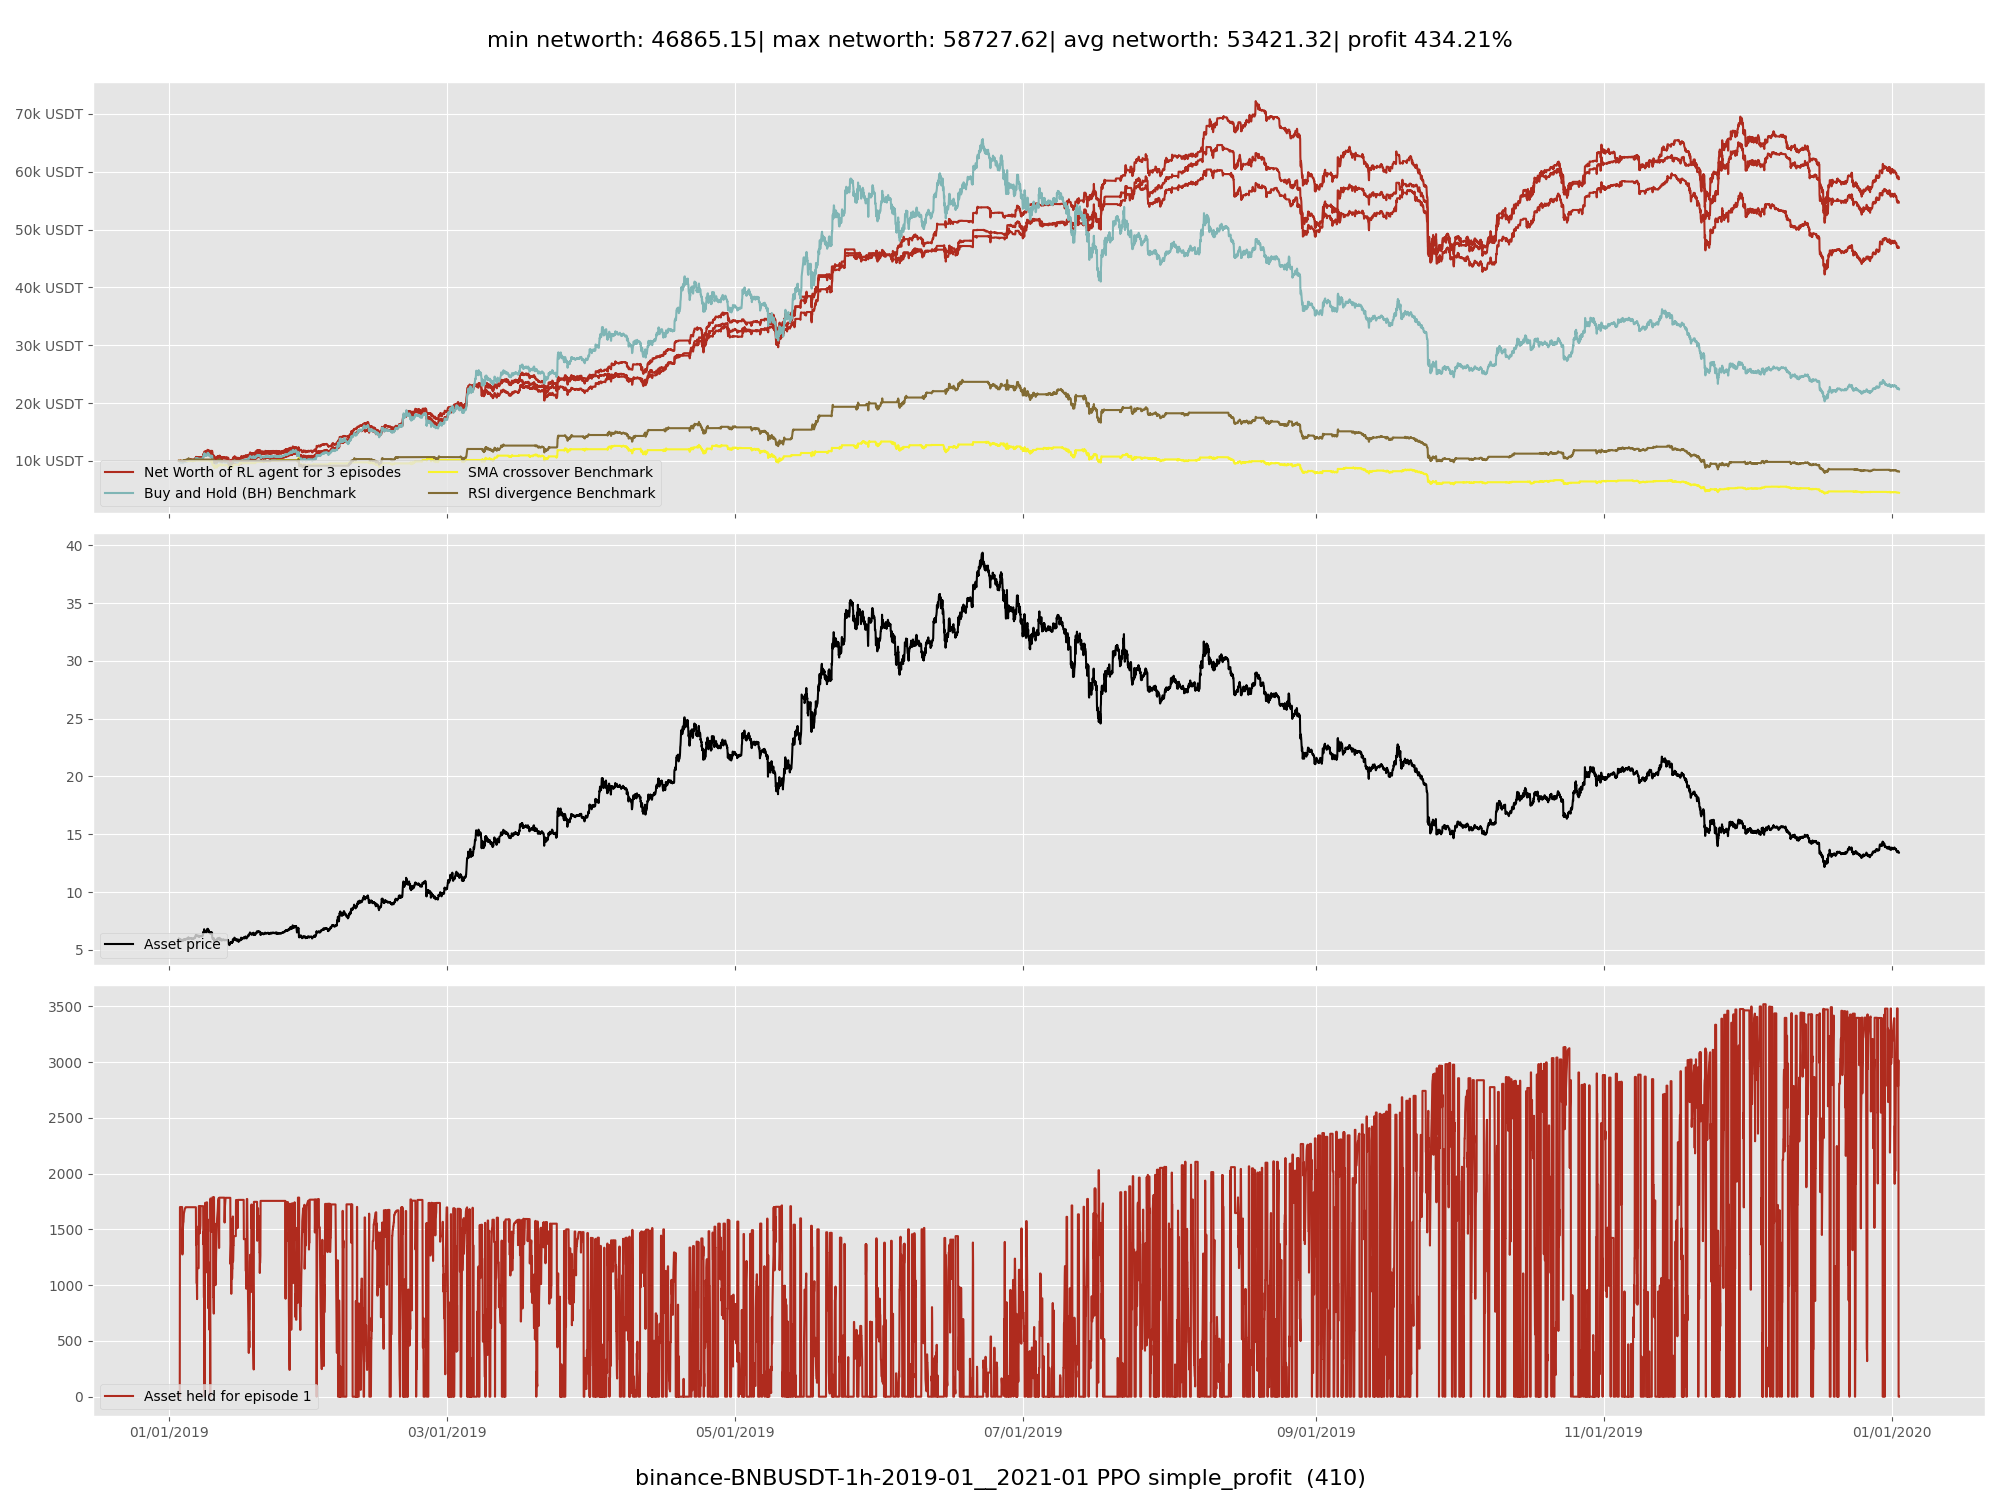 min networth: 46865.15| max networth: 58727.62| avg networth: 53421.32| profit 434.21%
70k USDT
60k USDT
50k USDT
40k USDT
30k USDT
20k USDT
10k USDT
Net Worth of RL agent for 3 episodes
Buy and Hold (BH) Benchmark
SMA crossover Benchmark
RSI divergence Benchmark
40
35
30
25
20
15
10
5
Asset price
3500
3000
2500
2000
1500
1000
500
0
Asset held for episode 1
01/01/2019
03/01/2019
05/01/2019
07/01/2019
09/01/2019
11/01/2019
01/01/2020
binance-BNBUSDT-1h-2019-01__2021-01 PPO simple_profit  (410)